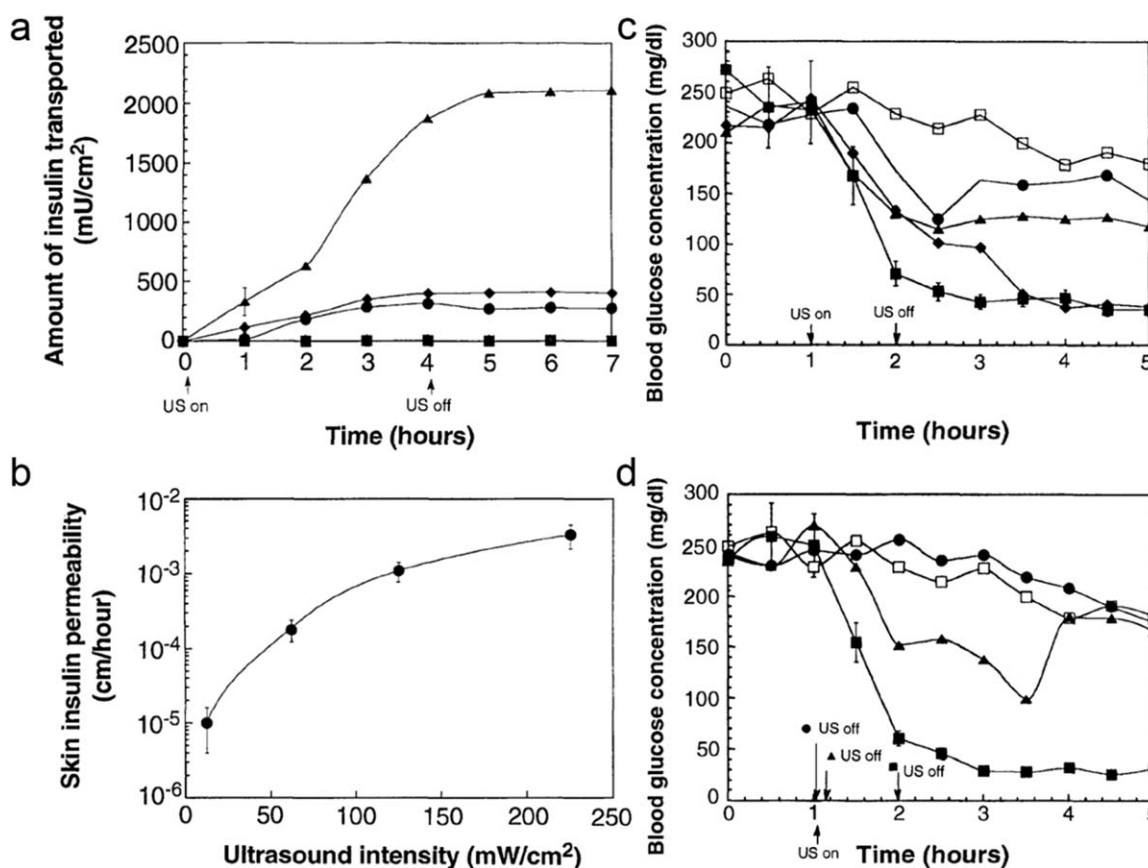 a
Amount of insulin transported
(mU/cm²)
2500
2000
1500
1000
500
0
0 1 2 3 4 5 6 7
US on
US off
Time (hours)
b
Skin insulin permeability
(cm/hour)
10⁻²
10⁻³
10⁻⁴
10⁻⁵
10⁻⁶
0 50 100 150 200 250
Ultrasound intensity (mW/cm²)
c
Blood glucose concentration (mg/dl)
300
250
200
150
100
50
0
US on
US off
0 1 2 3 4 5
Time (hours)
d
Blood glucose concentration (mg/dl)
300
250
200
150
100
50
0
US off
US off
US off
0 1 2 3 4
US on
Time (hours)